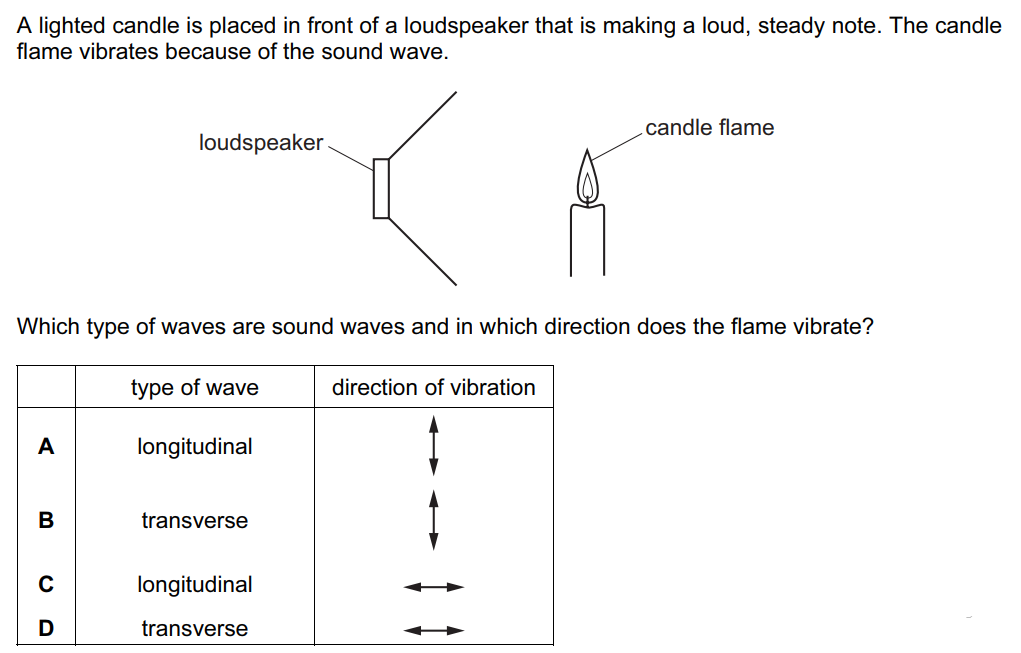 A lighted candle is placed in front of a loudspeaker that is making a loud, steady note. The candle
flame vibrates because of the sound wave.
loudspeaker
candle flame
Which type of waves are sound waves and in which direction does the flame vibrate?
type of wave direction of vibration
A longitudinal
B transverse
C longitudinal
D transverse